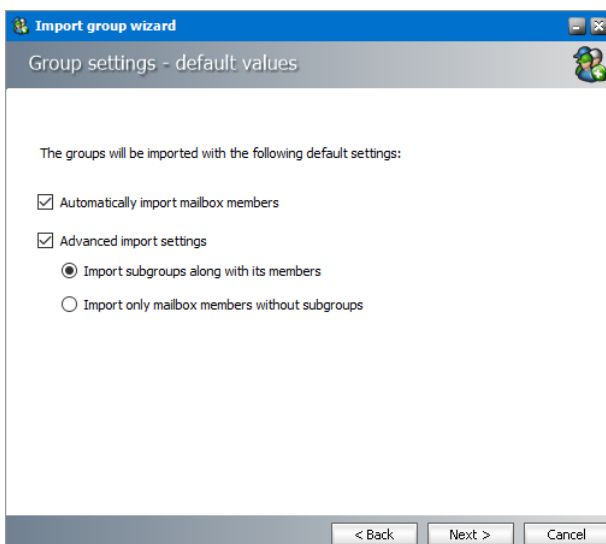 Import group wizard
Group settings - default values
The groups will be imported with the following default settings:
Automatically import mailbox members
Advanced import settings
Import subgroups along with its members
Import only mailbox members without subgroups
< Back Next > Cancel